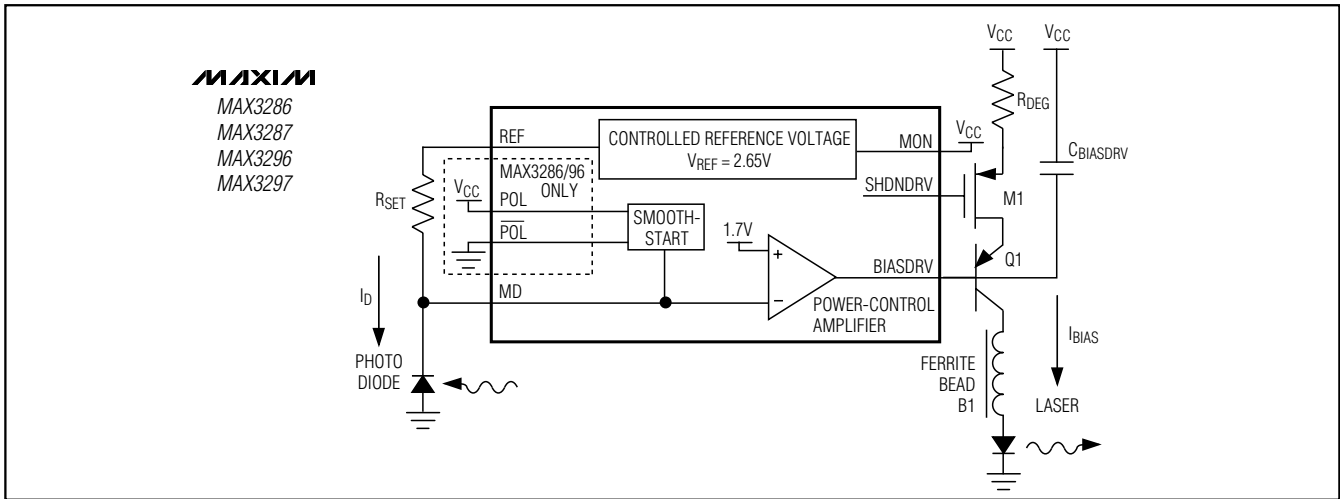 MAXIM
MAX3286
MAX3287
MAX3296
MAX3297
VCC
VCC
RDEG
REF
CONTROLLED REFERENCE VOLTAGE
VREF = 2.65V
MON
VCC
CBIASDRV
MAX3286/96
ONLY
VCC
POL
POL
RSET
SMOOTH-
START
SHDNDRV
M1
1.7V
+
−
BIASDRV
Q1
ID
MD
POWER-CONTROL
AMPLIFIER
IBIAS
PHOTO
DIODE
FERRITE
BEAD
B1
LASER